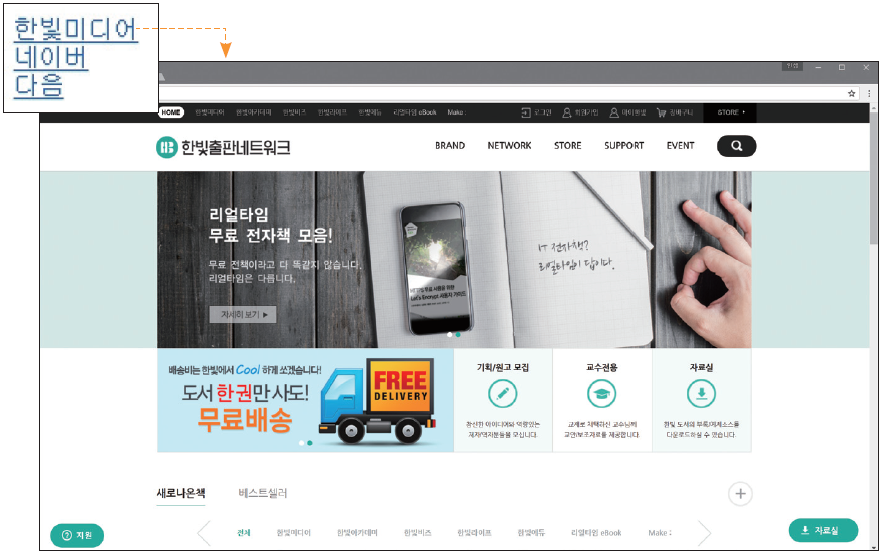 한빛미디어
네이버
다음
HOME 한빛미디어 한빛아카데미 한빛비즈 한빛라이프 한빛에듀 리얼타임 eBook Make : 로그인 회원가입 마이한빛 장바구니 STORE
한빛출판네트워크
BRAND NETWORK STORE SUPPORT EVENT
리얼타임
무료 전자책 모음!
무료 전책이라고 다 똑같지 않습니다.
리얼타임은 다릅니다.
자세히 보기 ▶
IT 전자책?
리얼타임이 답이다.
Let's Encrypt 사용자 가이드
배송비는 한빛에서 Cool 하게 쏘겠습니다!
도서 한 권만 사도!
무료배송
FREE
DELIVERY
기획/원고 모집
참신한 아이디어와 역량있는
저자/역자분들을 모십니다.
교수전용
교재로 채택하신 교수님께
교안/보조자료를 제공합니다.
자료실
한빛 도서의 부록/예제소스를
다운로드하실 수 있습니다.
새로나온책 베스트셀러
전체 한빛미디어 한빛아카데미 한빛비즈 한빛라이프 한빛에듀 리얼타임 eBook Make :
지원
자료실